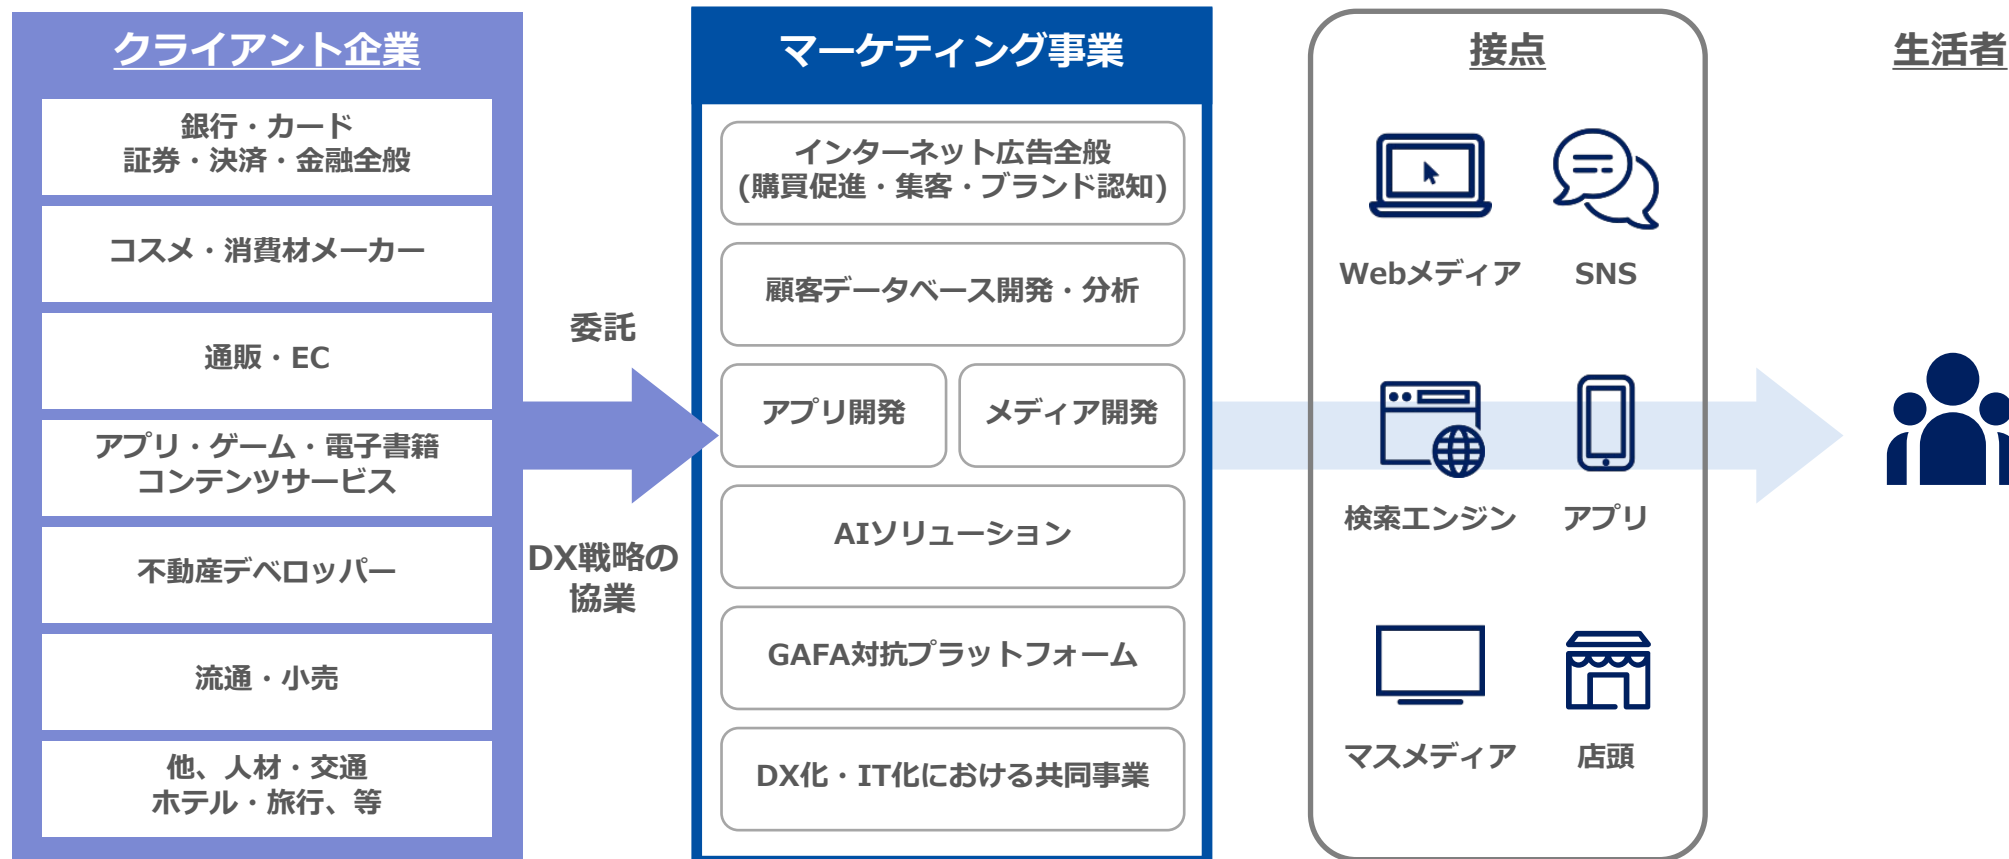 クライアント企業
銀行・カード
証券・決済・金融全般
コスメ・消費材メーカー
通販・EC
アプリ・ゲーム・電子書籍
コンテンツサービス
不動産デベロッパー
流通・小売
他、人材・交通
ホテル・旅行、等
委託
DX戦略の
協業
マーケティング事業
インターネット広告全般
(購買促進・集客・ブランド認知)
顧客データベース開発・分析
アプリ開発
メディア開発
AIソリューション
GAFA対抗プラットフォーム
DX化・IT化における共同事業
接点
Webメディア
SNS
検索エンジン
アプリ
マスメディア
店頭
生活者